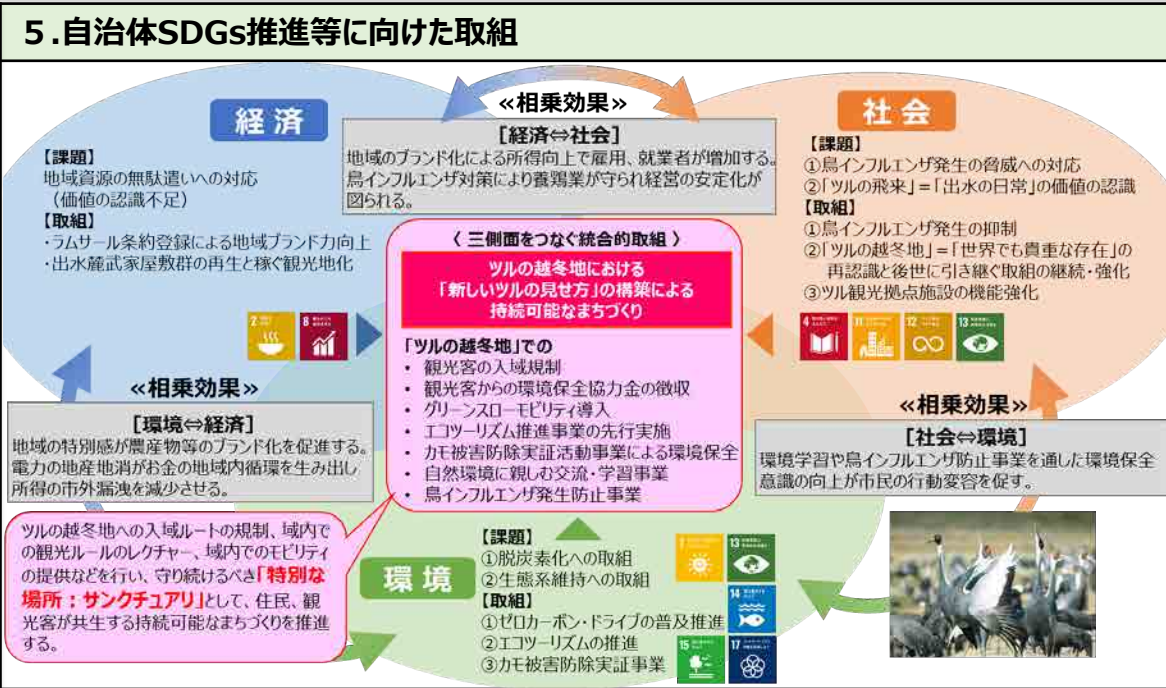 ５.自治体SDGs推進等に向けた取組
経済
【課題】
地域資源の無駄遣いへの対応
（価値の認識不足）
【取組】
・ラムサール条約登録による地域ブランド力向上
・出水麓武家屋敷群の再生と稼ぐ観光地化
2
8
«相乗効果»
[経済⇔社会]
地域のブランド化による所得向上で雇用、就業者が増加する。
鳥インフルエンザ対策により養鶏業が守られ経営の安定化が
図られる。
社会
【課題】
①鳥インフルエンザ発生の脅威への対応
②「ツルの飛来」=「出水の日常」の価値の認識
【取組】
①鳥インフルエンザ発生の抑制
②「ツルの越冬地」=「世界でも貴重な存在」の
再認識と後世に引き継ぐ取組の継続・強化
③ツル観光拠点施設の機能強化
4
11
12
13
〈 三側面をつなぐ統合的取組 〉
ツルの越冬地における
「新しいツルの見せ方」の構築による
持続可能なまちづくり
「ツルの越冬地」での
• 観光客の入域規制
• 観光客からの環境保全協力金の徴収
• グリーンスローモビリティ導入
• エコツーリズム推進事業の先行実施
• カモ被害防除実証活動事業による環境保全
• 自然環境に親しむ交流・学習事業
• 鳥インフルエンザ発生防止事業
«相乗効果»
[環境⇔経済]
地域の特別感が農産物等のブランド化を促進する。
電力の地産地消がお金の地域内循環を生み出し
所得の市外漏洩を減少させる。
«相乗効果»
[社会⇔環境]
環境学習や鳥インフルエンザ防止事業を通した環境保全
意識の向上が市民の行動変容を促す。
ツルの越冬地への入域ルートの規制、域内で
の観光ルールのレクチャー、域内でのモビリティ
の提供などを行い、守り続けるべき「特別な
場所：サンクチュアリ」として、住民、観
光客が共生する持続可能なまちづくりを推進
する。
環境
【課題】
①脱炭素化への取組
②生態系維持への取組
【取組】
①ゼロカーボン・ドライブの普及推進
②エコツーリズムの推進
③カモ被害防除実証事業
7
13
14
15
17